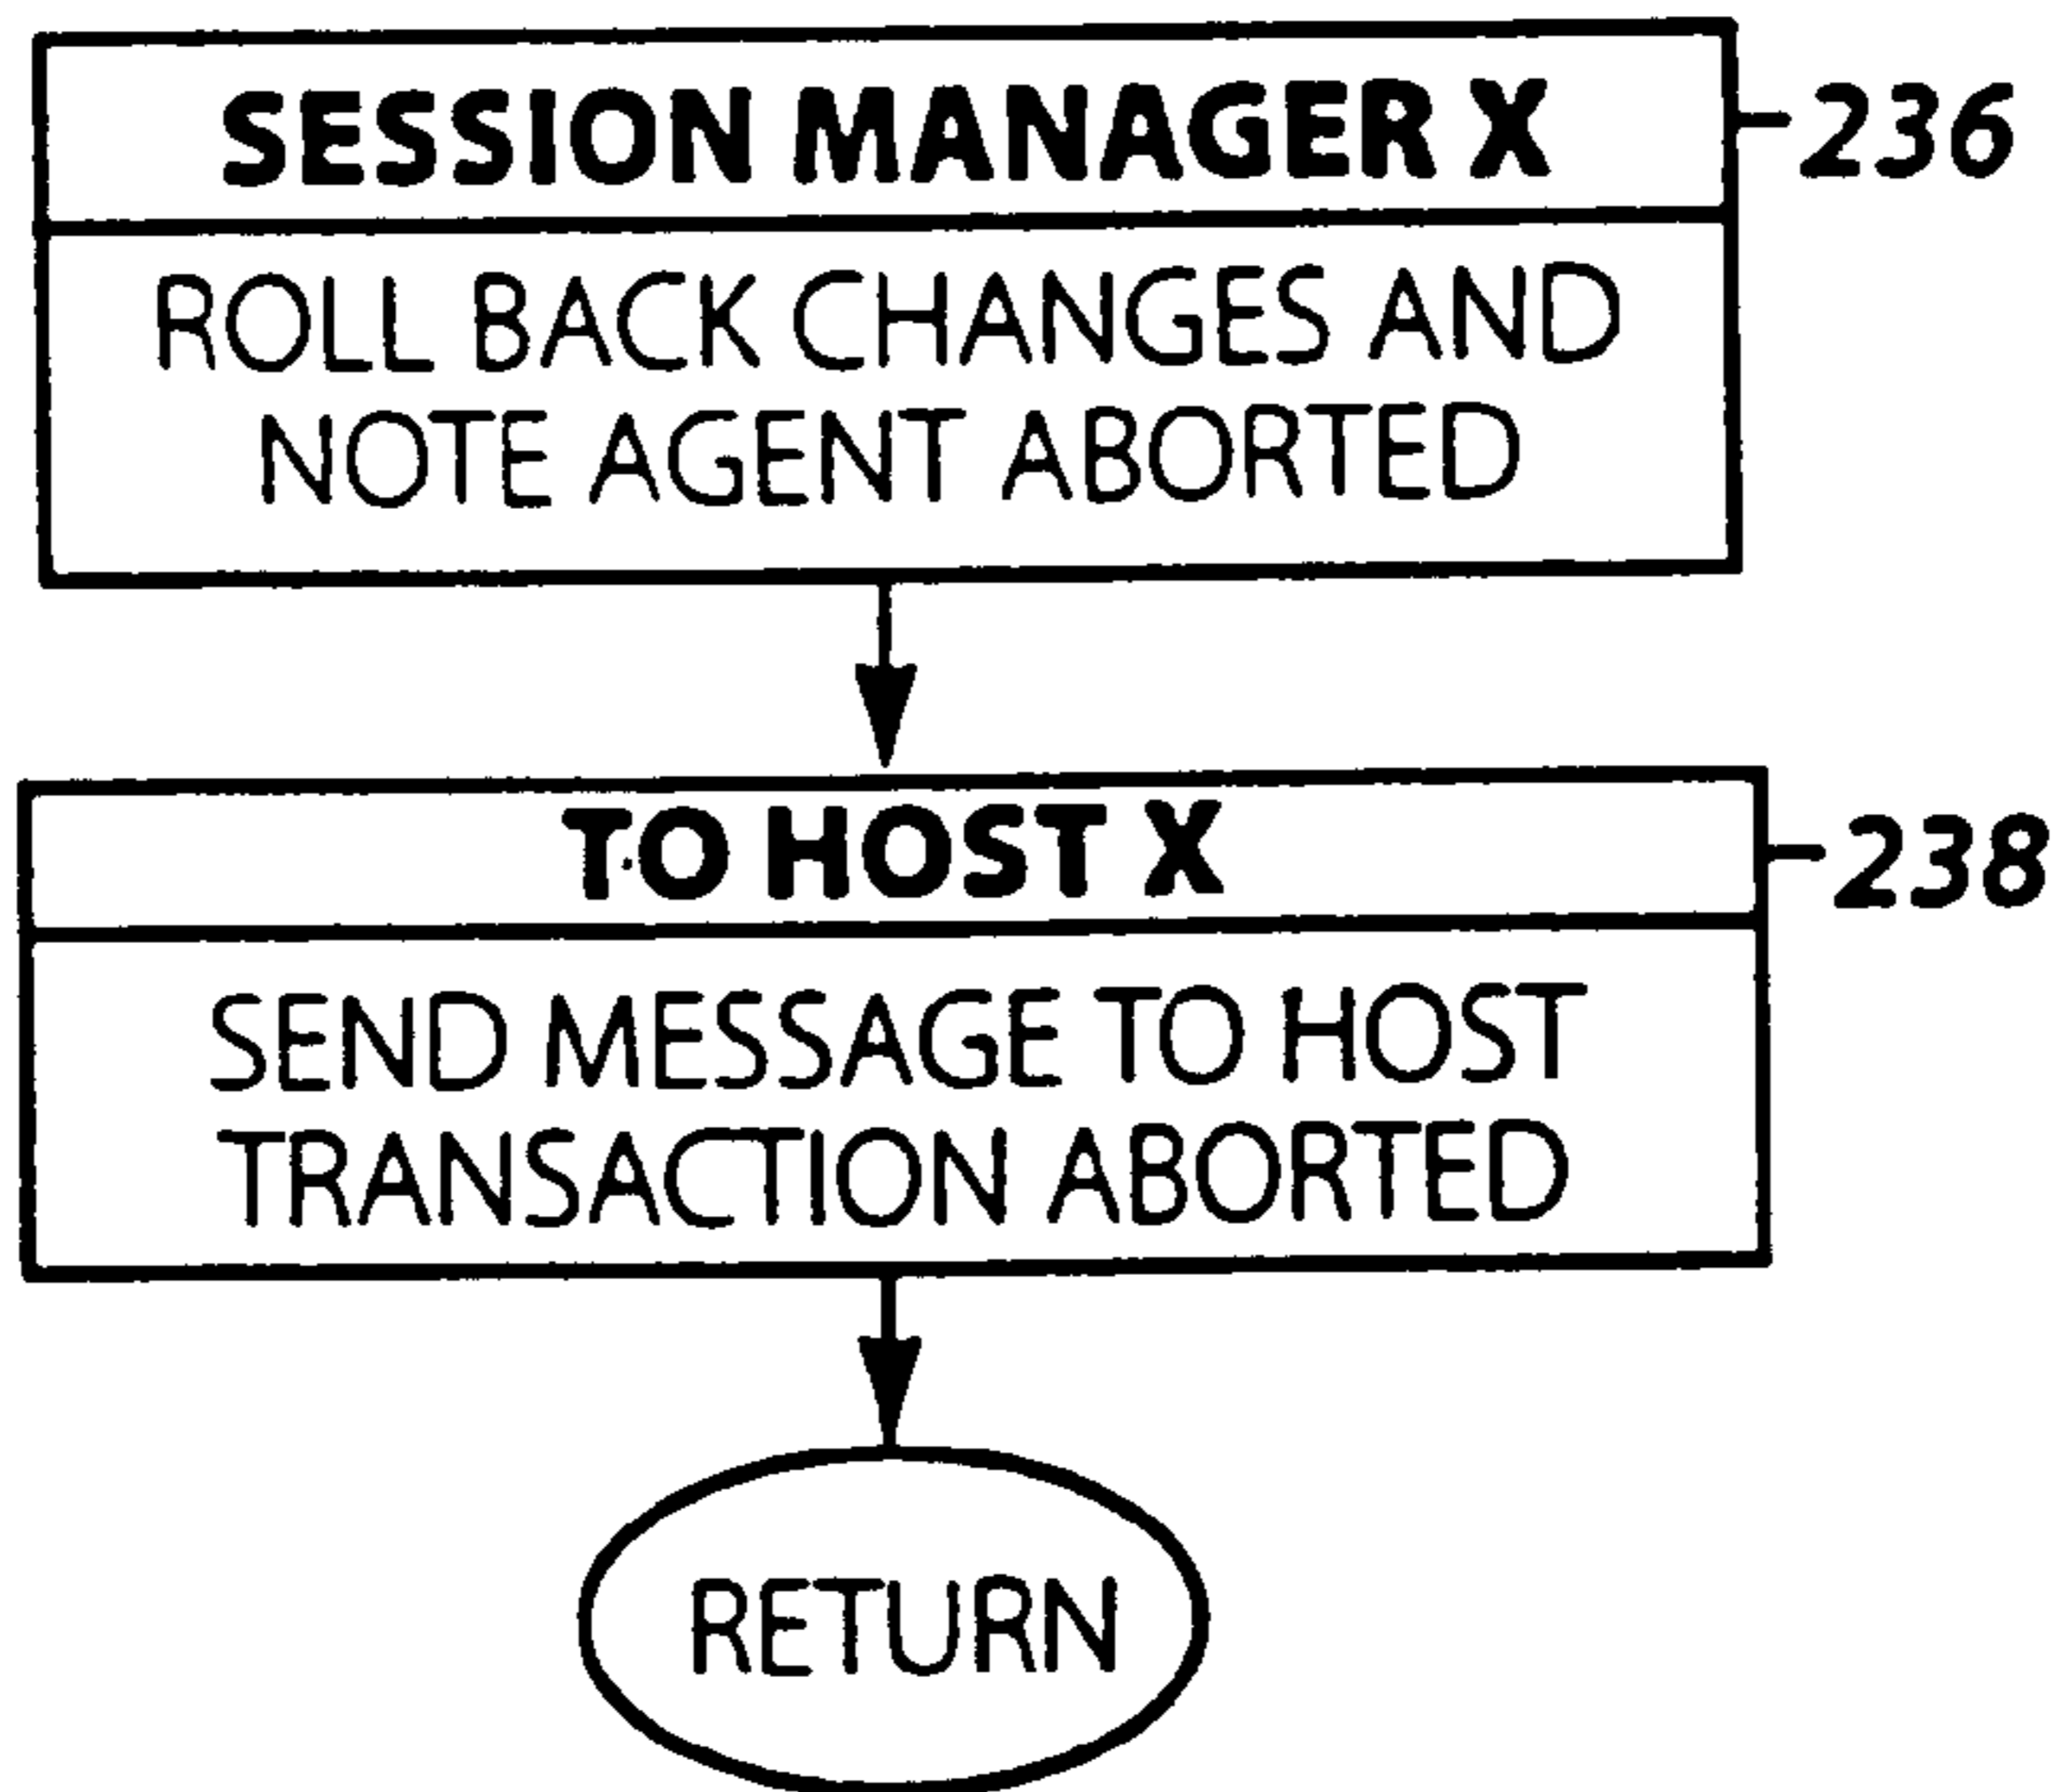 SESSION MANAGER X
236
ROLL BACK CHANGES AND
NOTE AGENT ABORTED
TO HOST X
238
SEND MESSAGE TO HOST
TRANSACTION ABORTED
RETURN